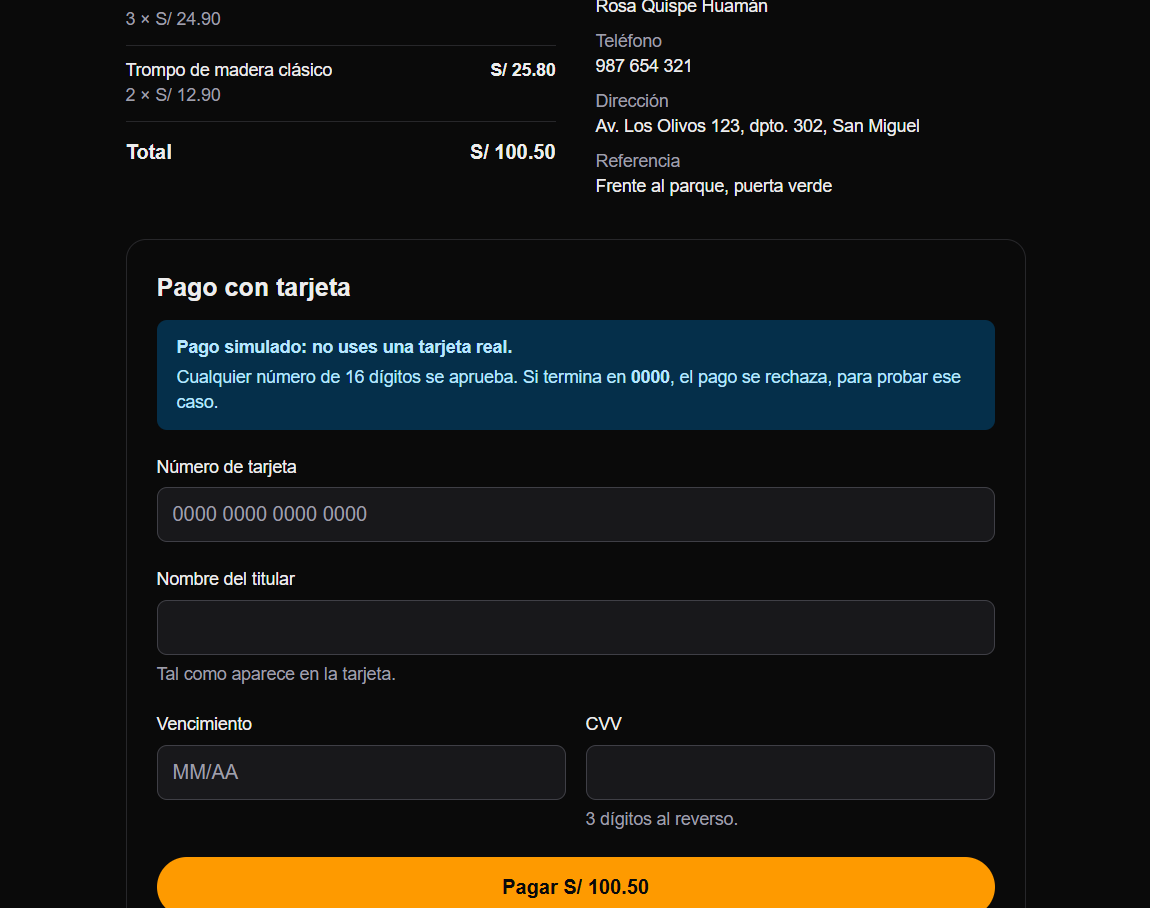 3 × S/ 24.90
Trompo de madera clásico S/ 25.80
2 × S/ 12.90
Total S/ 100.50
Rosa Quispe Huamán
Teléfono
987 654 321
Dirección
Av. Los Olivos 123, dpto. 302, San Miguel
Referencia
Frente al parque, puerta verde
Pago con tarjeta
Pago simulado: no uses una tarjeta real.
Cualquier número de 16 dígitos se aprueba. Si termina en 0000, el pago se rechaza, para probar ese
caso.
Número de tarjeta
0000 0000 0000 0000
Nombre del titular
Tal como aparece en la tarjeta.
Vencimiento
MM/AA
CVV
3 dígitos al reverso.
Pagar S/ 100.50